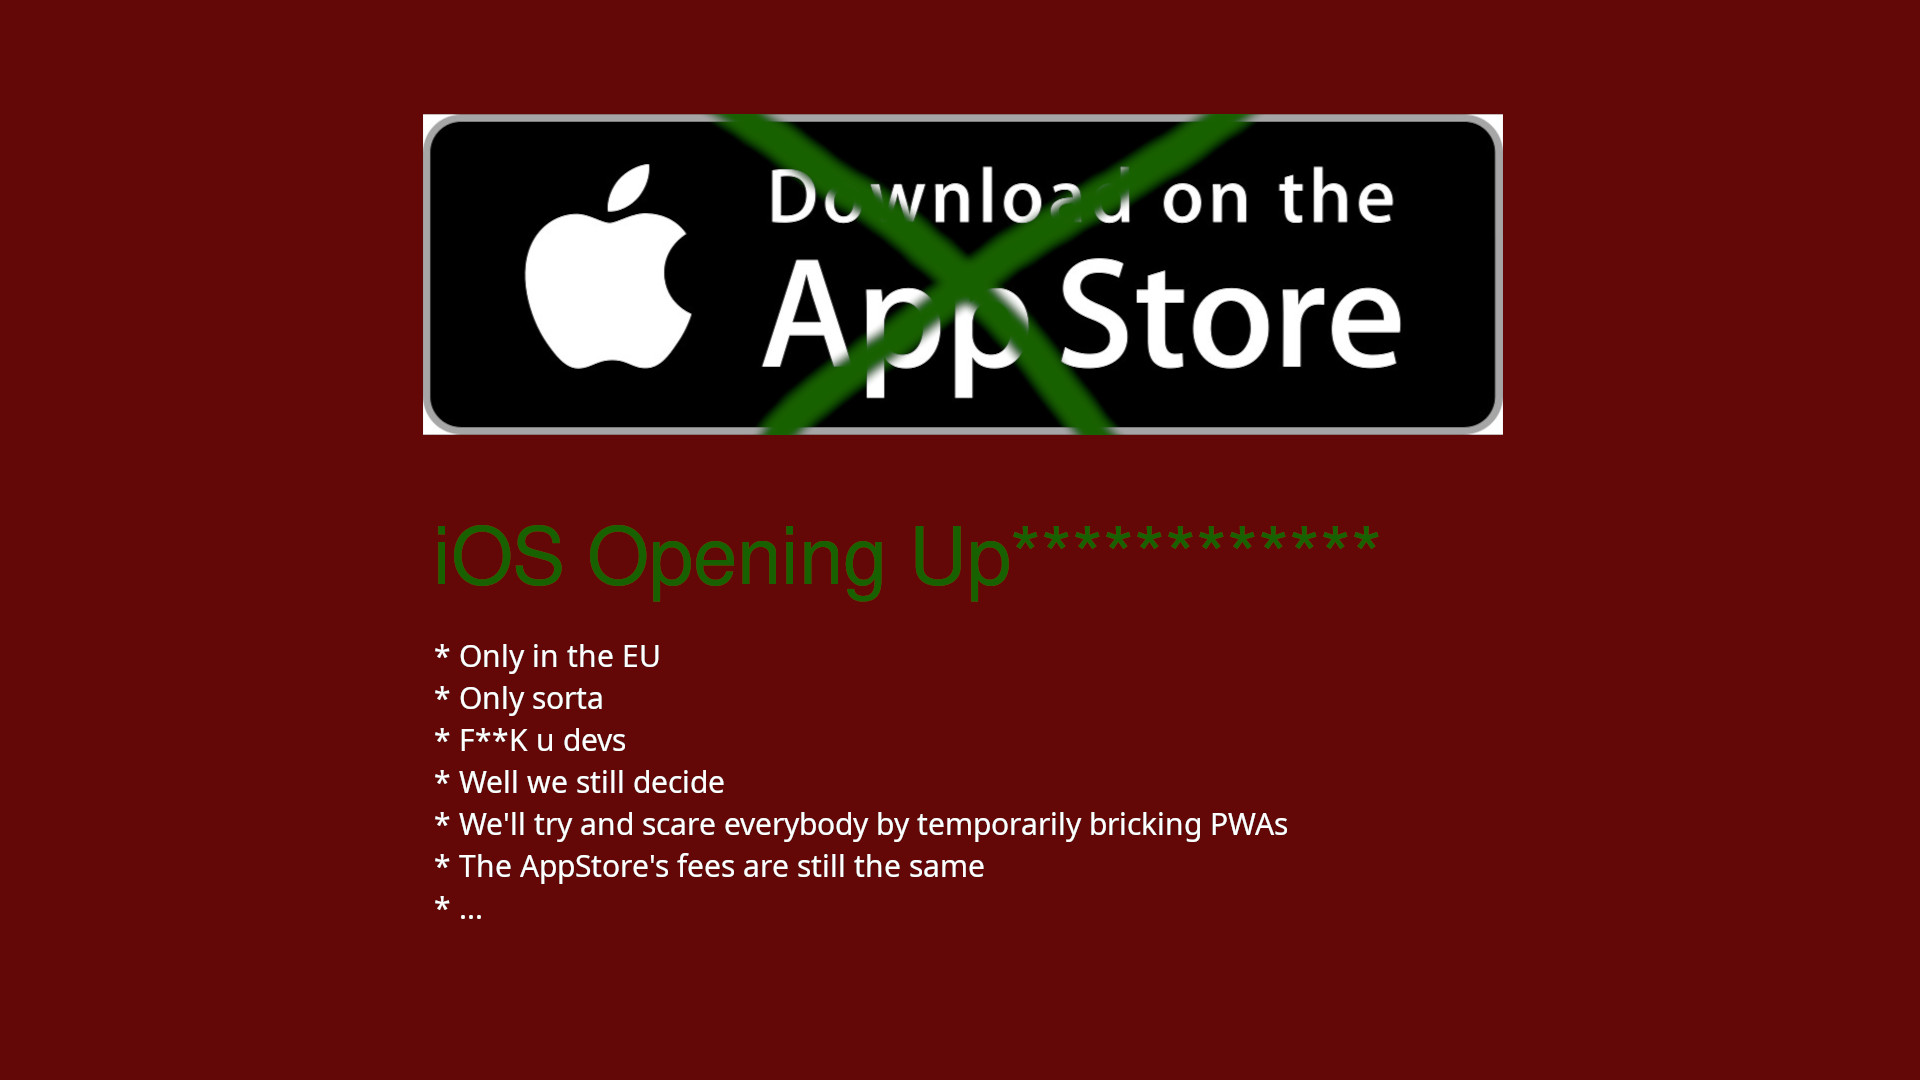 Download on the
App Store
iOS Opening Up************
* Only in the EU
* Only sorta
* F**K u devs
* Well we still decide
* We'll try and scare everybody by temporarily bricking PWAs
* The AppStore's fees are still the same
* ...